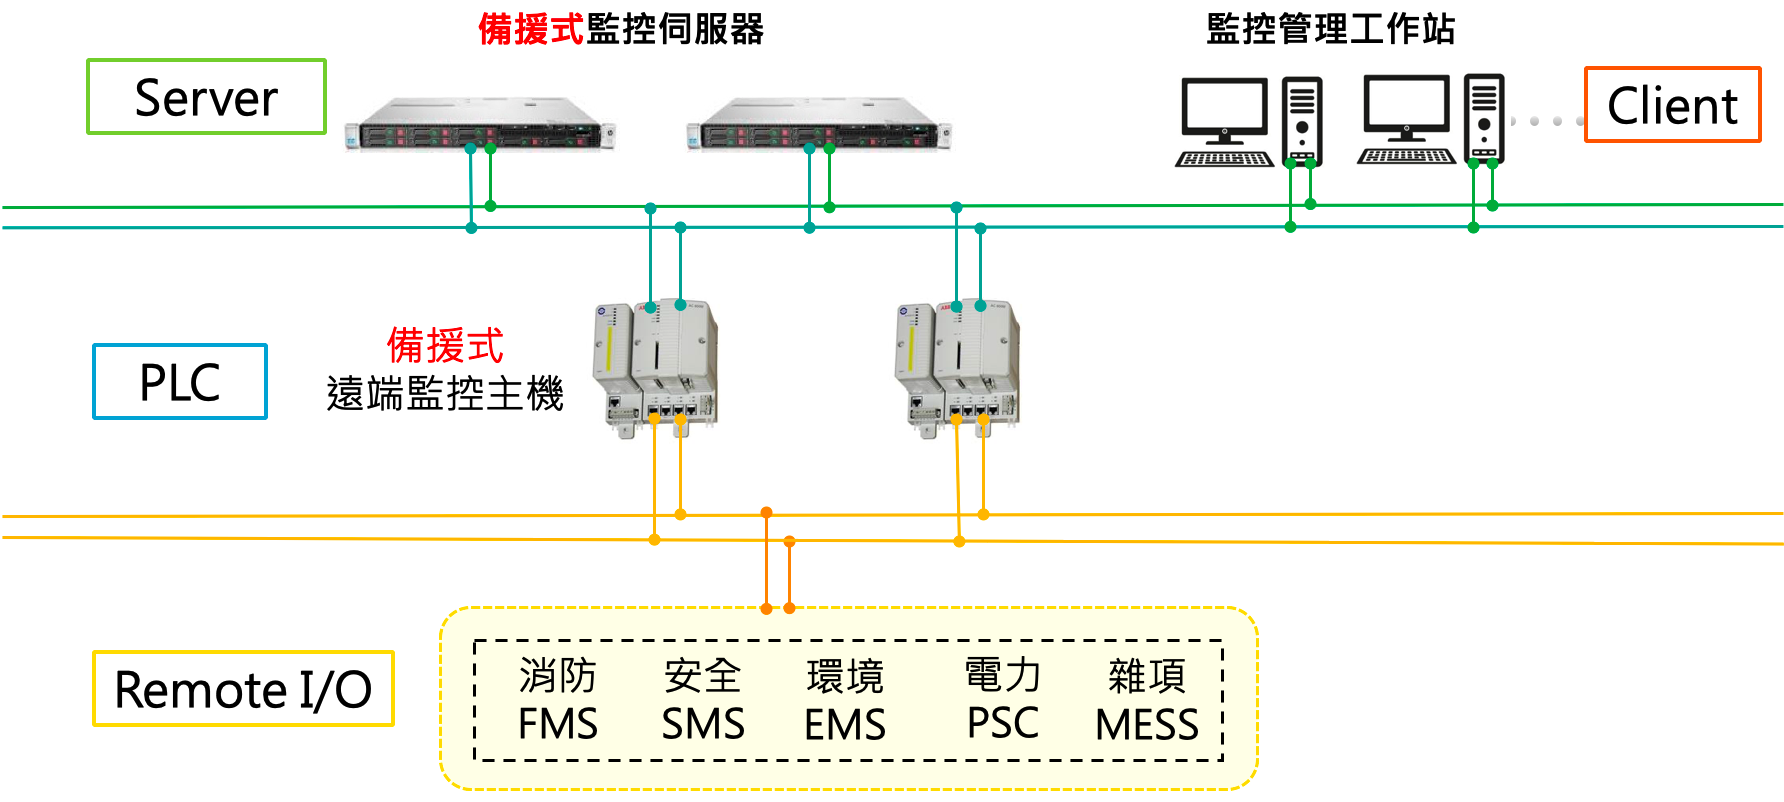 備援式監控伺服器
監控管理工作站
Server
Client
備援式
遠端監控主機
PLC
Remote I/O
消防
FMS
安全
SMS
環境
EMS
電力
PSC
雜項
MESS